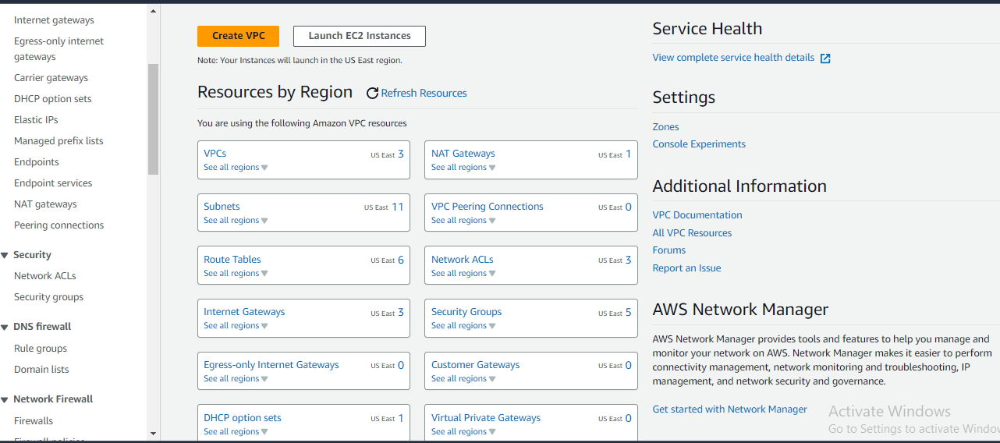 Internet gateways
Egress-only internet
gateways
Carrier gateways
DHCP option sets
Elastic IPs
Managed prefix lists
Endpoints
Endpoint services
NAT gateways
Peering connections
Security
Network ACLs
Security groups
DNS firewall
Rule groups
Domain lists
Network Firewall
Firewalls
Firewall policies
Create VPC
Launch EC2 Instances
Note: Your Instances will launch in the US East region.
Resources by Region
Refresh Resources
You are using the following Amazon VPC resources
VPCs US East 3
See all regions
NAT Gateways US East 1
See all regions
Subnets US East 11
See all regions
VPC Peering Connections US East 0
See all regions
Route Tables US East 6
See all regions
Network ACLs US East 3
See all regions
Internet Gateways US East 3
See all regions
Security Groups US East 5
See all regions
Egress-only Internet Gateways US East 0
See all regions
Customer Gateways US East 0
See all regions
DHCP option sets US East 1
See all regions
Virtual Private Gateways US East 0
See all regions
Service Health
View complete service health details
Settings
Zones
Console Experiments
Additional Information
VPC Documentation
All VPC Resources
Forums
Report an Issue
AWS Network Manager
AWS Network Manager provides tools and features to help you manage and
monitor your network on AWS. Network Manager makes it easier to perform
connectivity management, network monitoring and troubleshooting, IP
management, and network security and governance.
Get started with Network Manager
Activate Windows
Go to Settings to activate Window